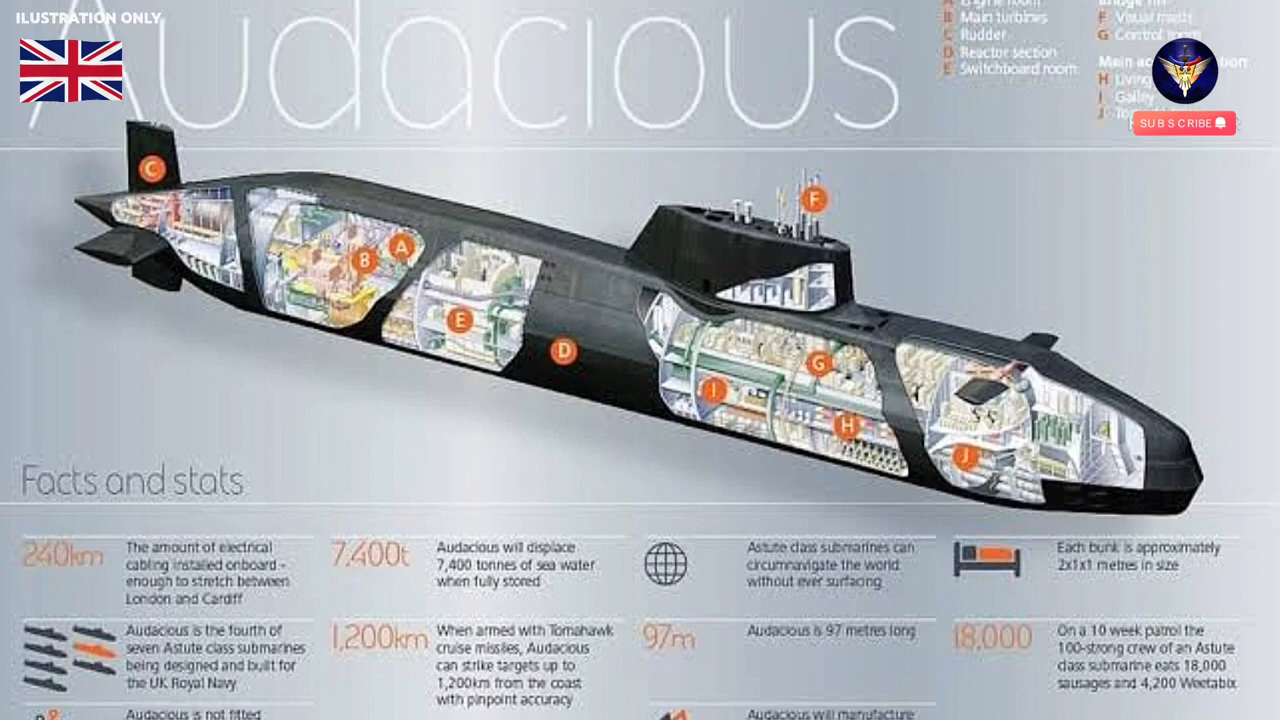 ILUSTRATION ONLY
Audacious
A Engine room
B Main turbines
C Rudder
D Reactor section
E Switchboard room
F Visual masts
G Control room
Main
H Living
I Galley
J
SUBSCRIBE
C
F
A
B
E
D
G
I
H
J
Facts and stats
240km
The amount of electrical
cabling installed onboard -
enough to stretch between
London and Cardiff
7,400t
Audacious will displace
7,400 tonnes of sea water
when fully stored
Astute class submarines can
circumnavigate the world
without ever surfacing
Each bunk is approximately
2x1x1 metres in size
Audacious is the fourth of
seven Astute class submarines
being designed and built for
the UK Royal Navy
1,200km
When armed with Tomahawk
cruise missiles, Audacious
can strike targets up to
1,200km from the coast
with pinpoint accuracy
97m
Audacious is 97 metres long
18,000
On a 10 week patrol the
100-strong crew of an Astute
class submarine eats 18,000
sausages and 4,200 Weetabix
Audacious is not fitted
Audacious will manufacture